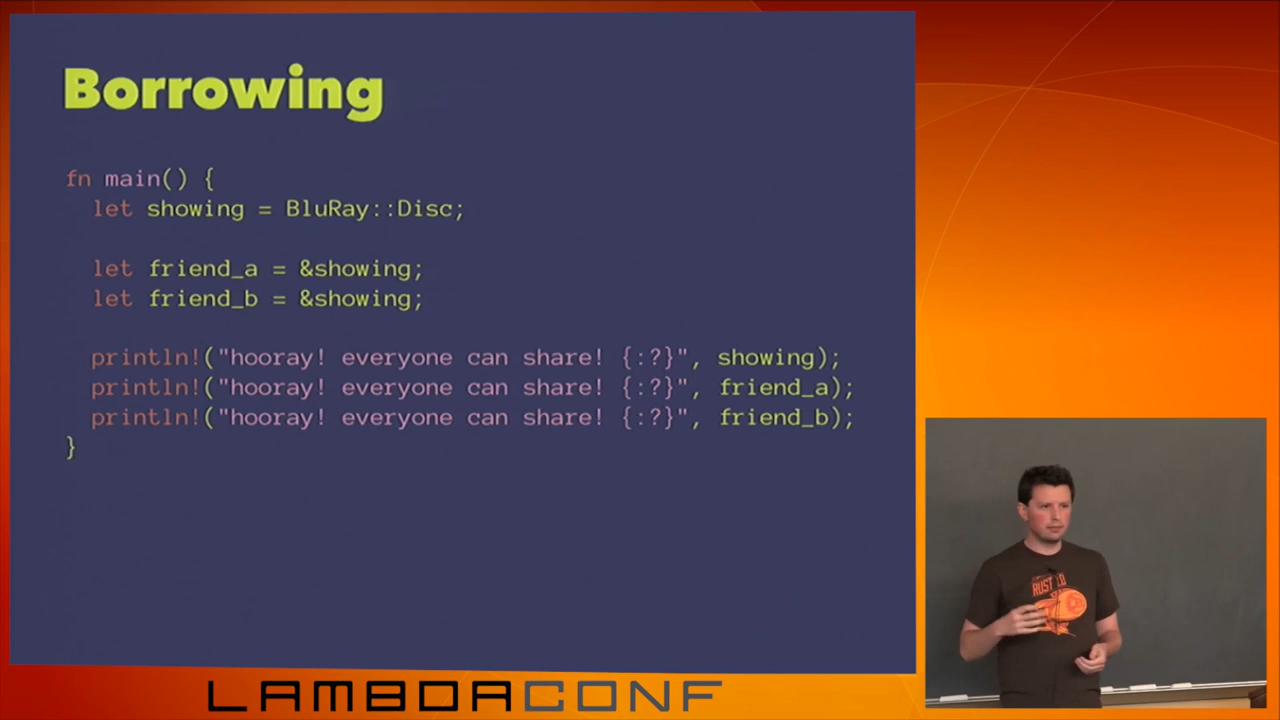 Borrowing
fn main() {
let showing = BluRay::Disc;
let friend_a = &showing;
let friend_b = &showing;
println!("hooray! everyone can share! {:?}", showing);
println!("hooray! everyone can share! {:?}", friend_a);
println!("hooray! everyone can share! {:?}", friend_b);
}
RUST
LAMBDACONF